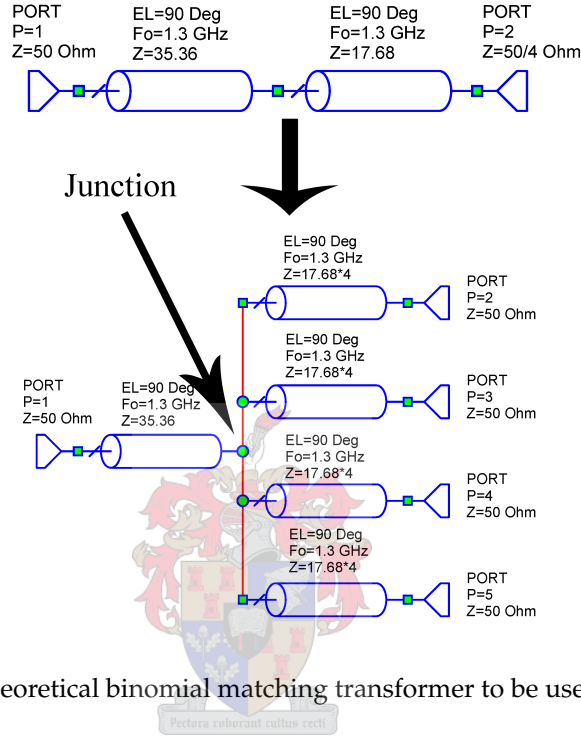 PORT
P=1
Z=50 Ohm
EL=90 Deg
Fo=1.3 GHz
Z=35.36
EL=90 Deg
Fo=1.3 GHz
Z=17.68
PORT
P=2
Z=50/4 Ohm
Junction
EL=90 Deg
Fo=1.3 GHz
Z=17.68*4
PORT
P=2
Z=50 Ohm
EL=90 Deg
Fo=1.3 GHz
Z=17.68*4
PORT
P=3
Z=50 Ohm
PORT
P=1
Z=50 Ohm
EL=90 Deg
Fo=1.3 GHz
Z=35.36
EL=90 Deg
Fo=1.3 GHz
Z=17.68*4
PORT
P=4
Z=50 Ohm
EL=90 Deg
Fo=1.3 GHz
Z=17.68*4
PORT
P=5
Z=50 Ohm
eoretical binomial matching transformer to be use
Pectora roborant cultus recti